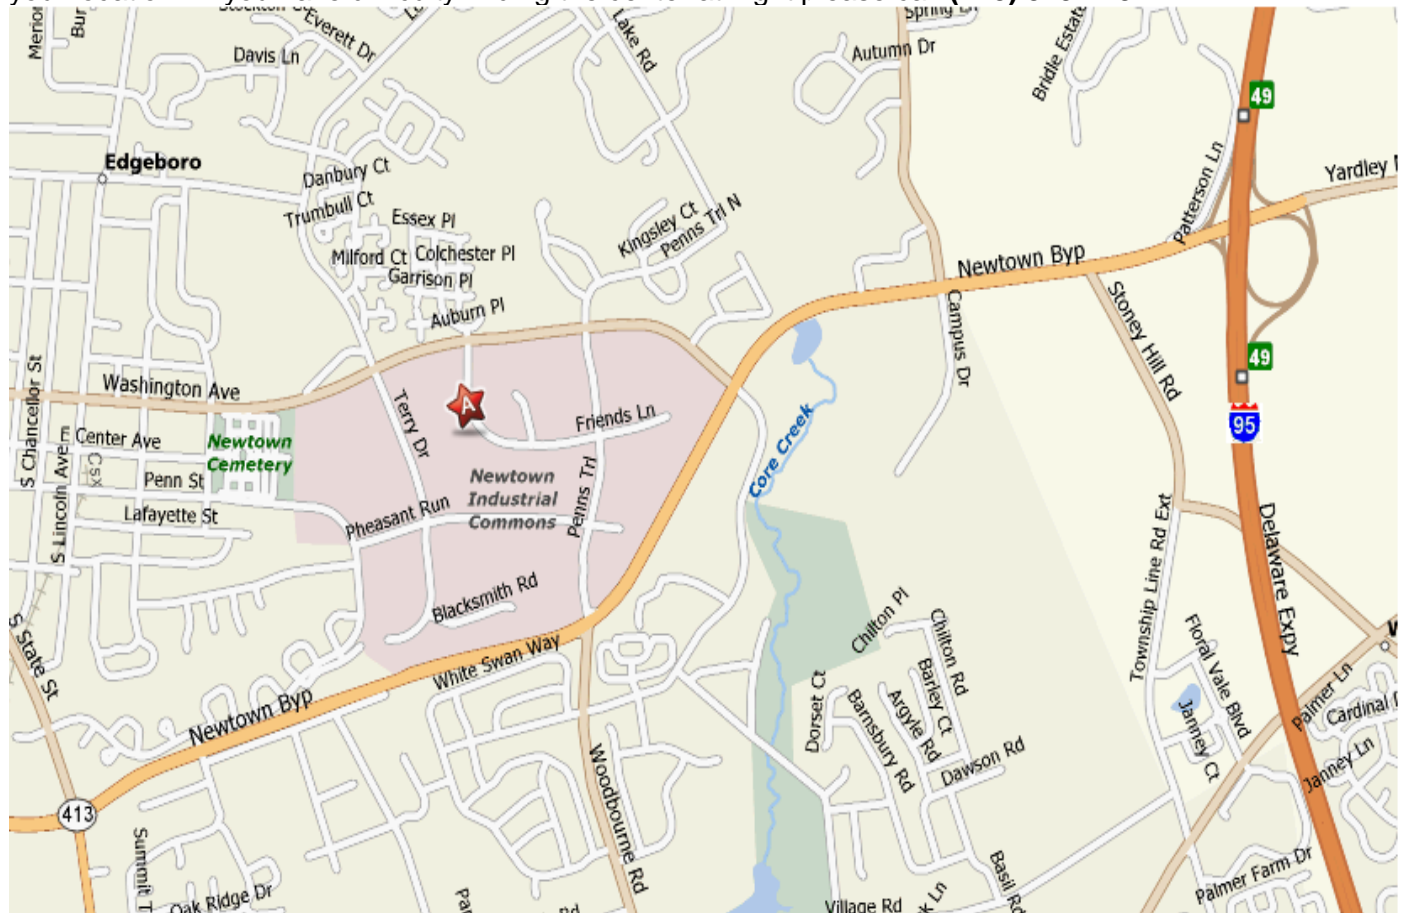 Stockton Ct
Spring Ln
Everett Dr
Lake Rd
Autumn Dr
Davis Ln
Bridle Estate
49
Edgeboro
Danbury Ct
Patterson Ln
Yardley
Trumbull Ct
Essex Pl
Kingsley Ct
Penns Trl N
Milford Ct
Colchester Pl
Garrison Pl
Newtown Byp
Auburn Pl
Campus Dr
Stoney Hill Rd
49
S Chancellor St
Washington Ave
A
Terry Dr
Friends Ln
95
E Center Ave
Newtown
Cemetery
Core Creek
CSX
S Lincoln Ave
Penn St
Newtown
Industrial
Commons
Penns Trl
Lafayette St
Pheasant Run
Delaware Expy
Township Line Rd Ext
Blacksmith Rd
Chilton Pl
Chilton Rd
S State St
White Swan Way
Floral Vale Blvd
Barley Ct
Dorset Ct
Argyle Rd
Barnsbury Rd
Newtown Byp
Janney Ct
Palmer Ln
Cardinal
Woodbourne Rd
Dawson Rd
Janney Ln
413
Summit T
Basil Rd
Palmer Farm Dr
Oak Ridge Dr
Village Rd